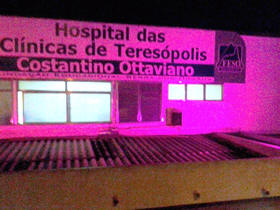 Hospital das
Clínicas de Teresópolis
Costantino Ottaviano
FESO